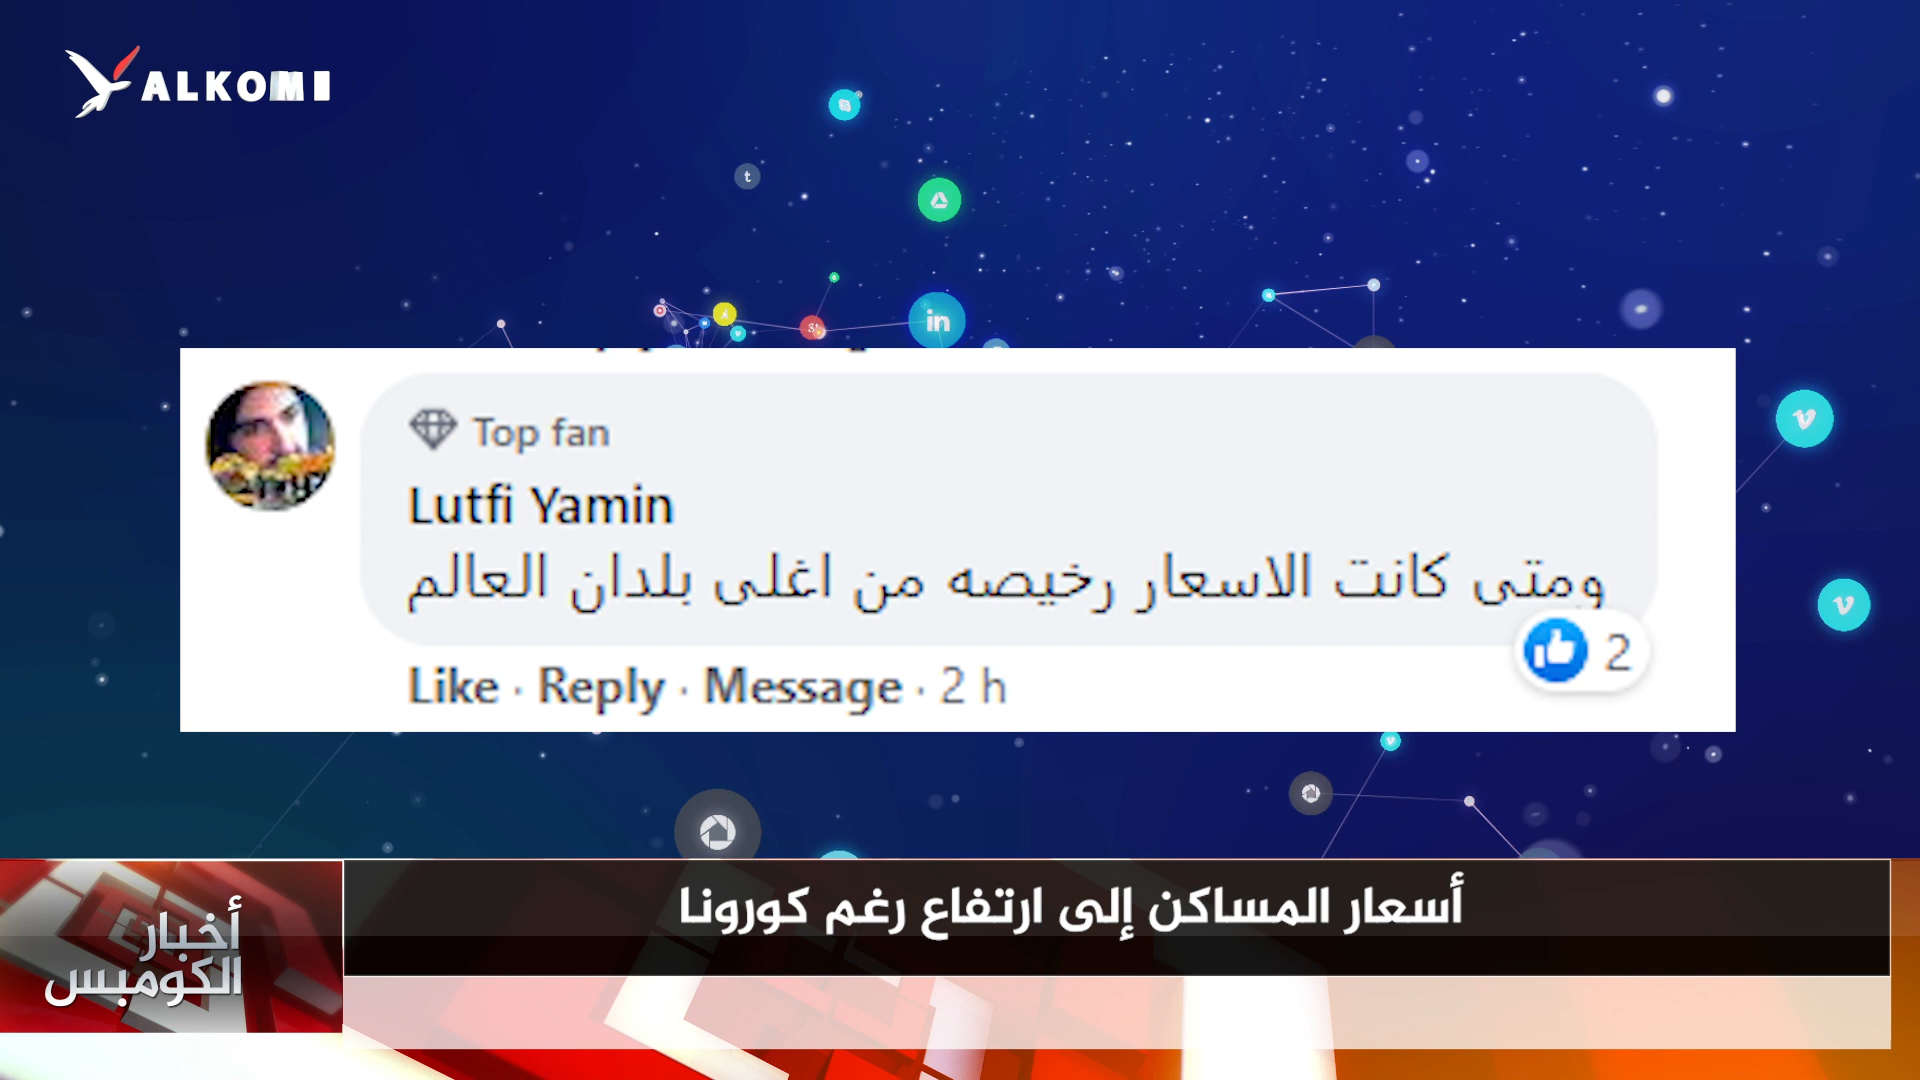 ALKOM
Top fan
Lutfi Yamin
ومتى كانت الاسعار رخيصه من اغلى بلدان العالم
2
Like · Reply · Message · 2 h
أسعار المساكن إلى ارتفاع رغم كورونا
أخبار
الكومبس